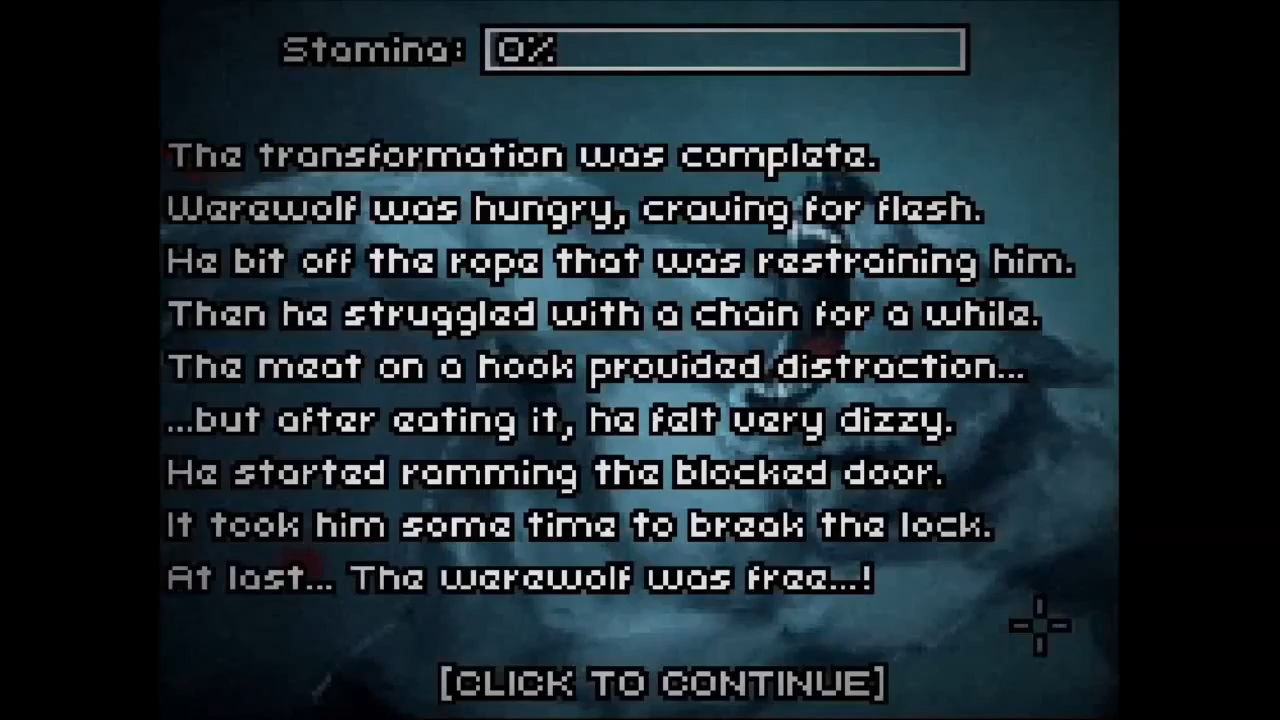 Stamina: 0%
The transformation was complete.
Werewolf was hungry, craving for flesh.
He bit off the rope that was restraining him.
Then he struggled with a chain for a while.
The meat on a hook provided distraction...
...but after eating it, he felt very dizzy.
He started ramming the blocked door.
It took him some time to break the lock.
At last... The werewolf was free...!
[CLICK TO CONTINUE]